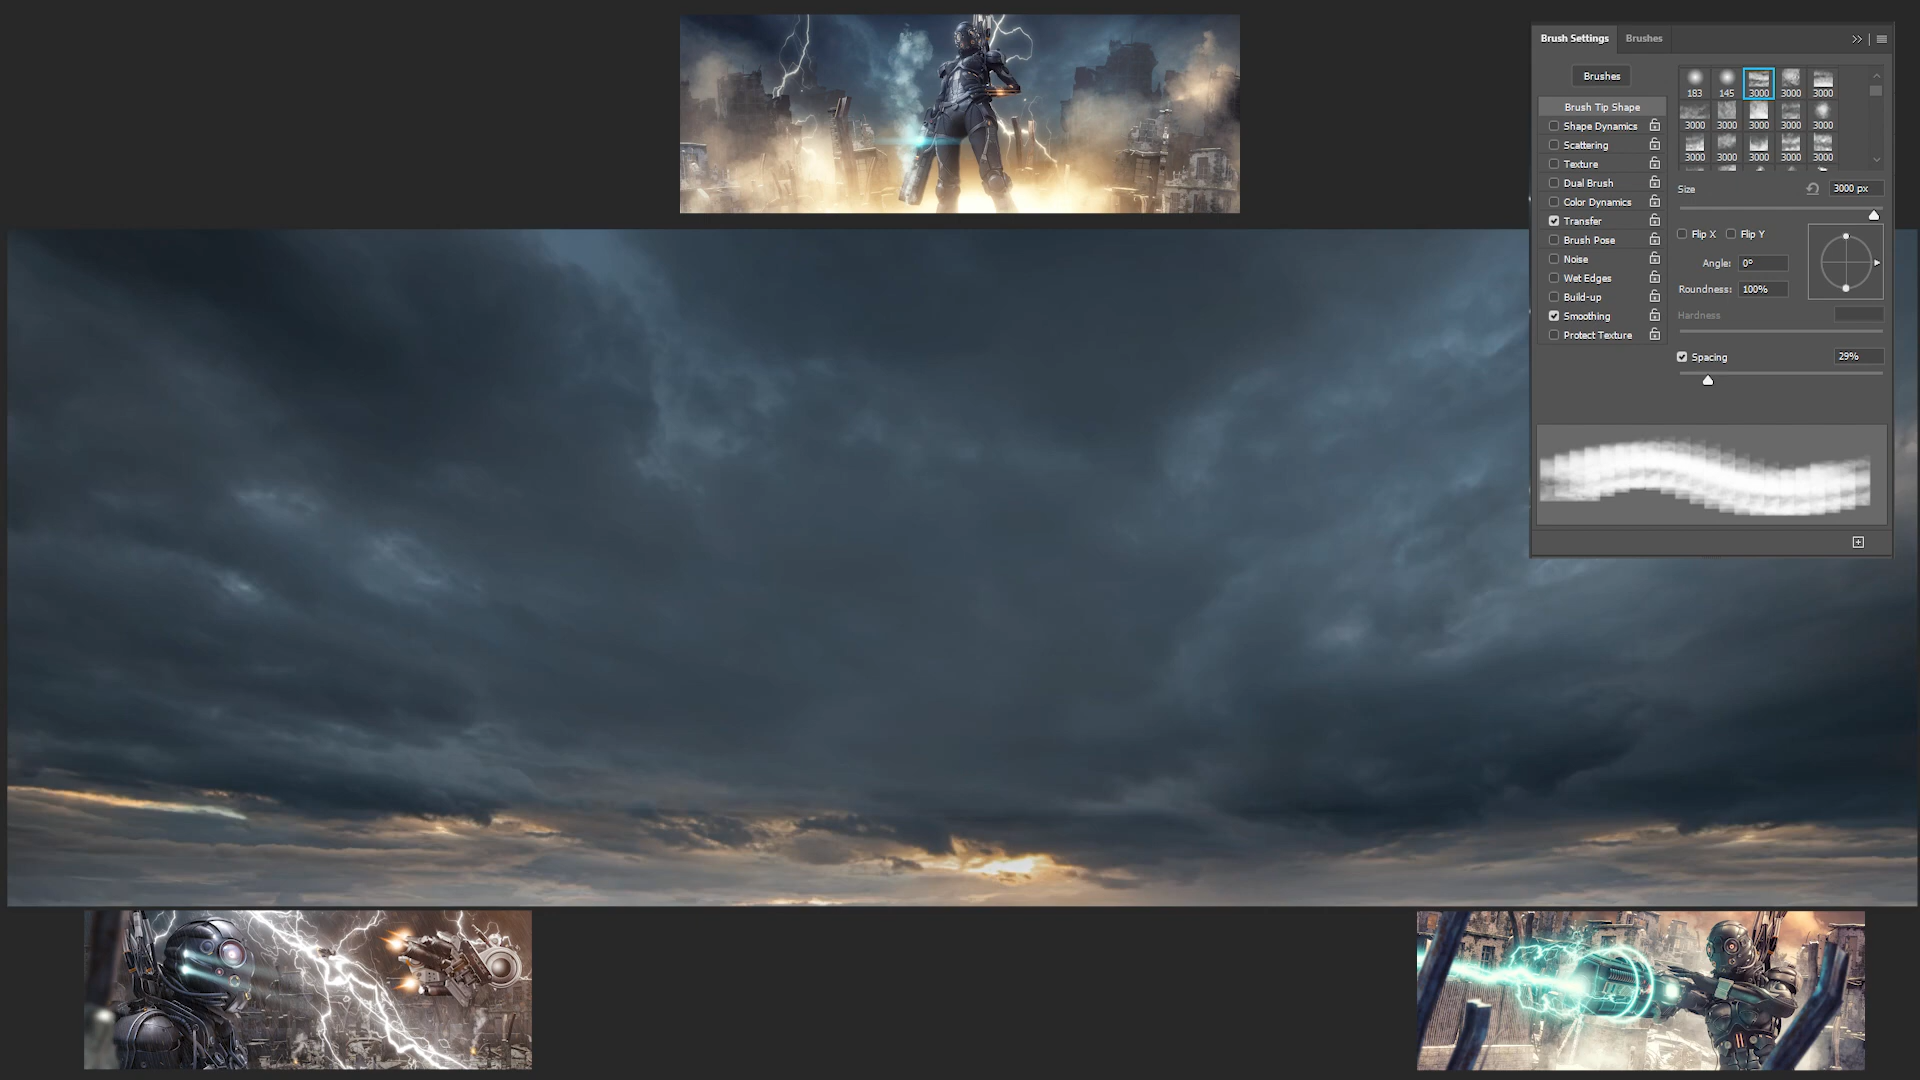 Brush Settings Brushes
Brushes
183 145 3000 3000 3000
Brush Tip Shape
Shape Dynamics
3000 3000 3000 3000 3000
Scattering
3000 3000 3000 3000 3000
Texture
Dual Brush
Size 3000 px
Color Dynamics
Transfer
Flip X Flip Y
Brush Pose
Noise
Angle: 0°
Wet Edges
Roundness: 100%
Build-up
Smoothing
Hardness
Protect Texture
Spacing 29%